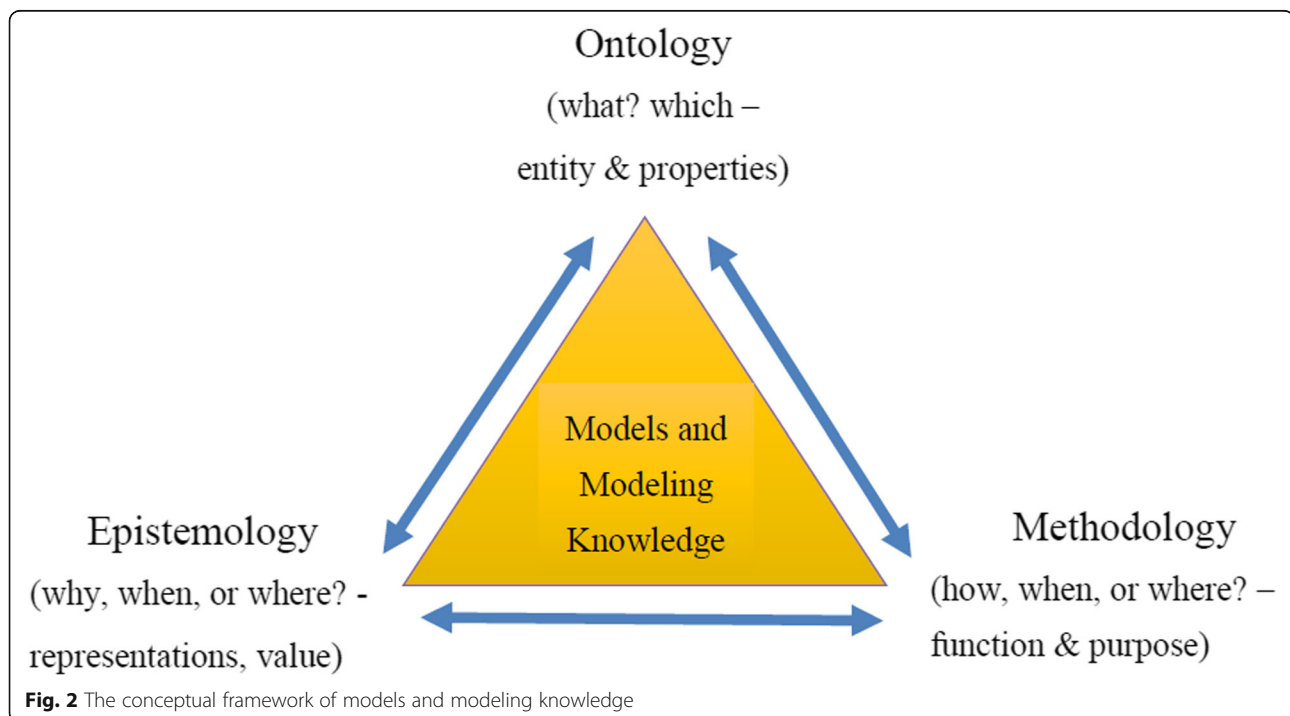 Ontology
(what? which –
entity & properties)
Models and
Modeling
Knowledge
Epistemology
(why, when, or where? -
representations, value)
Methodology
(how, when, or where? –
function & purpose)
Fig. 2 The conceptual framework of models and modeling knowledge